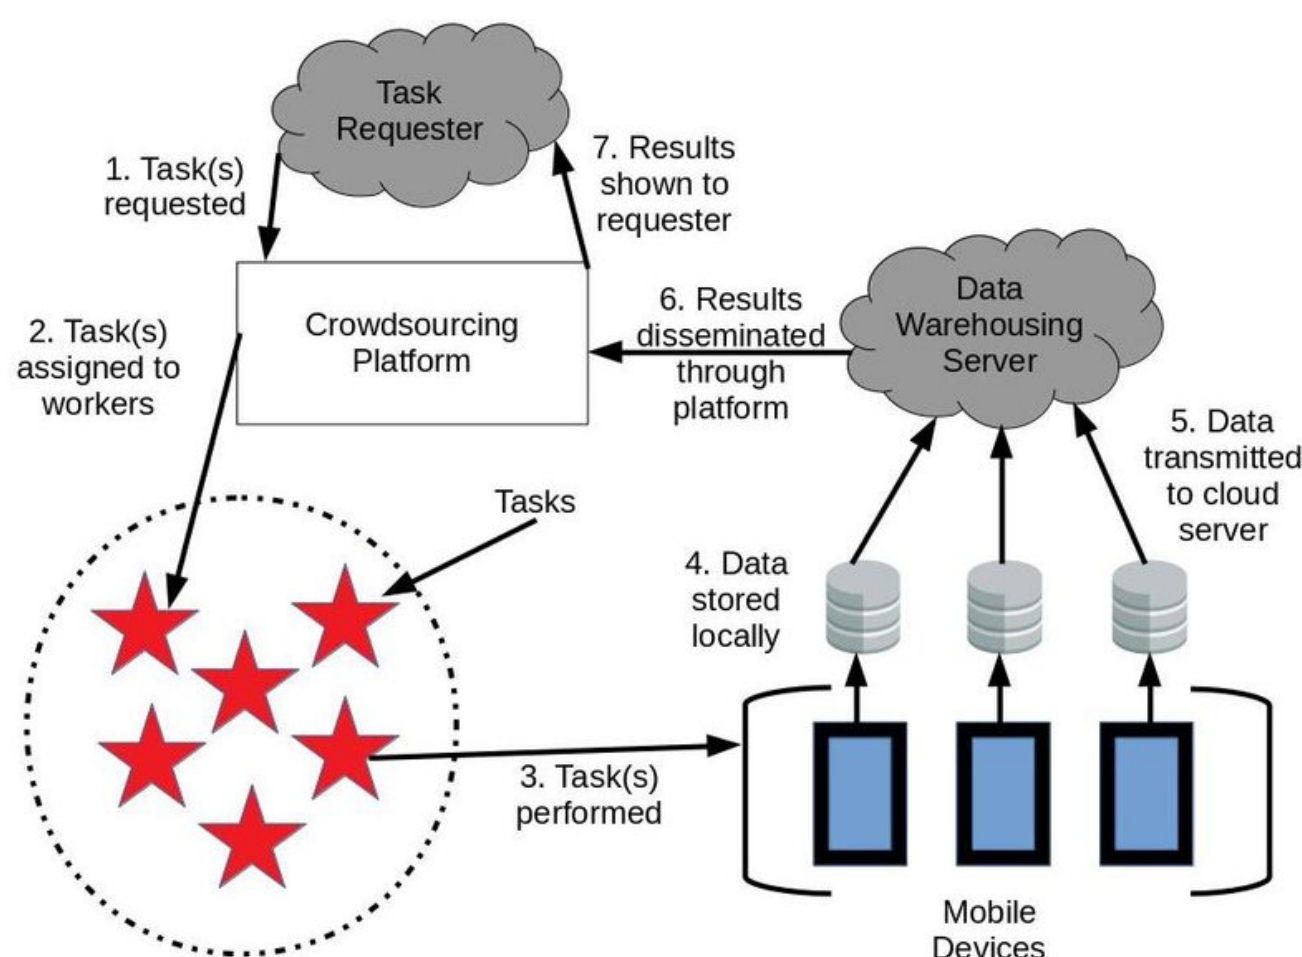 Task
Requester
1. Task(s)
requested
7. Results
shown to
requester
Crowdsourcing
Platform
2. Task(s)
assigned to
workers
6. Results
disseminated
through
platform
Data
Warehousing
Server
5. Data
transmitted
to cloud
server
Tasks
4. Data
stored
locally
3. Task(s)
performed
Mobile
Devices